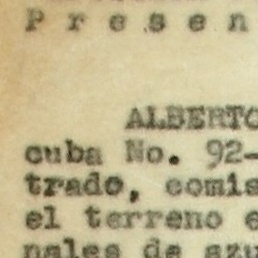 P r e s e n
ALBERTO
cuba No. 92-
trado, comis
el terreno e
nales de azu